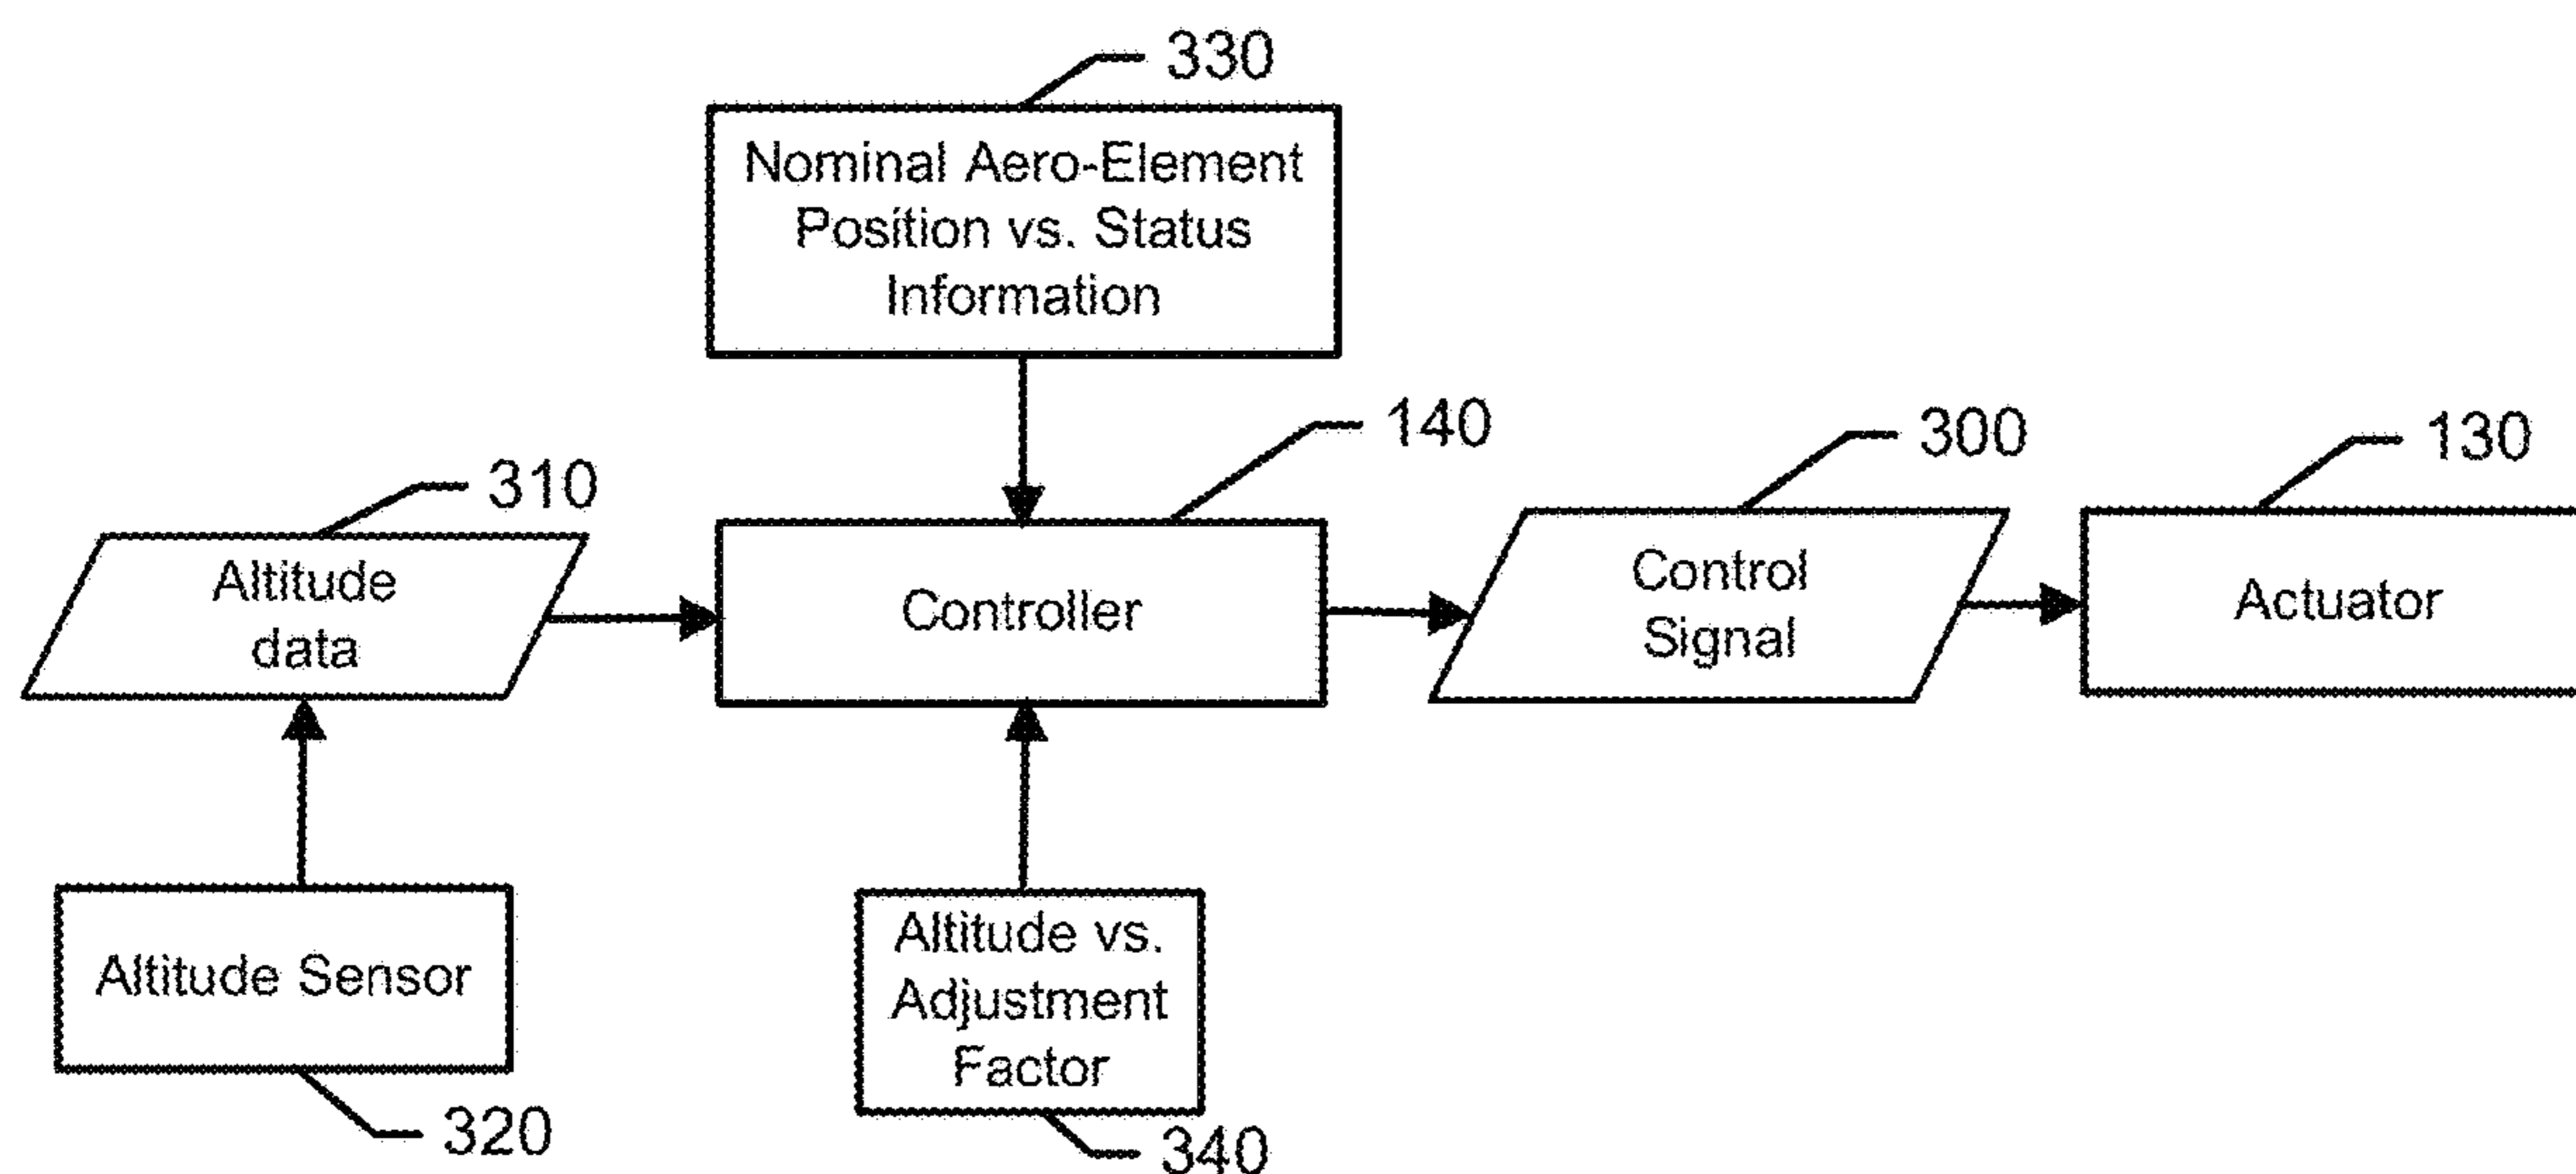 330
Nominal Aero-Element
Position vs. Status
Information
140
300
130
310
Altitude
data
Controller
Control
Signal
Actuator
Altitude Sensor
Altitude vs.
Adjustment
Factor
320
340